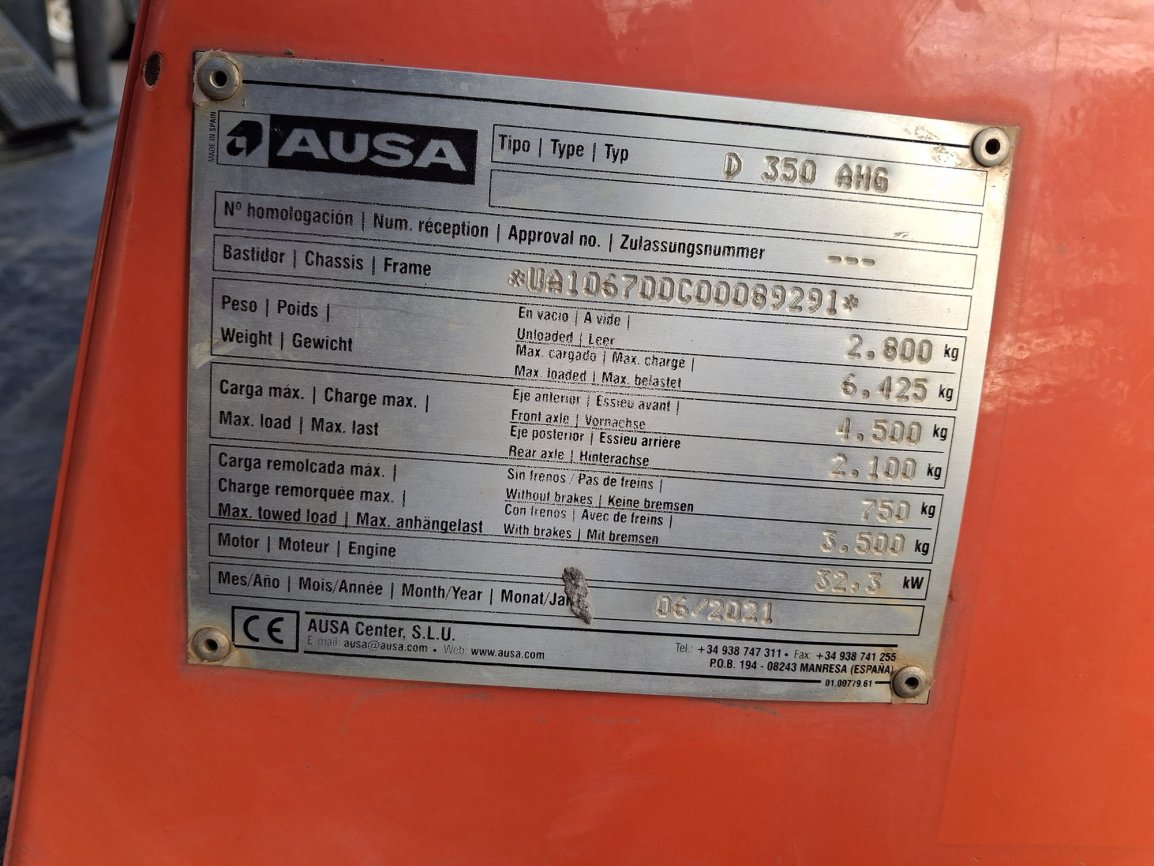 MADE IN SPAIN
AUSA
Tipo | Type | Typ D 350 AHG
Nº homologación | Num. réception | Approval no. | Zulassungsnummer ---
Bastidor | Chassis | Frame *UA106700C00089291*
Peso | Poids |
Weight | Gewicht
En vacio | A vide |
Unloaded | Leer 2.800 kg
Max. cargado | Max. chargé |
Max. loaded | Max. belastet 6.425 kg
Carga máx. | Charge max. |
Max. load | Max. last
Eje anterior | Essieu avant |
Front axle | Vornachse 4.500 kg
Eje posterior | Essieu arrière
Rear axle | Hinterachse 2.100 kg
Carga remolcada máx. |
Charge remorquée max. |
Max. towed load | Max. anhängelast
Sin frenos / Pas de freins |
Without brakes | Keine bremsen 750 kg
Con frenos | Avec de freins |
With brakes | Mit bremsen 3.500 kg
Motor | Moteur | Engine 32,3 kW
Mes/Año | Mois/Année | Month/Year | Monat/ 06/2021
CE
AUSA Center, S.L.U.
E-mail: ausa@ausa.com • Web: www.ausa.com
Tel.: +34 938 747 311 • Fax: +34 938 741 255
P.O.B. 194 - 08243 MANRESA (ESPAÑA)
01.00779.61